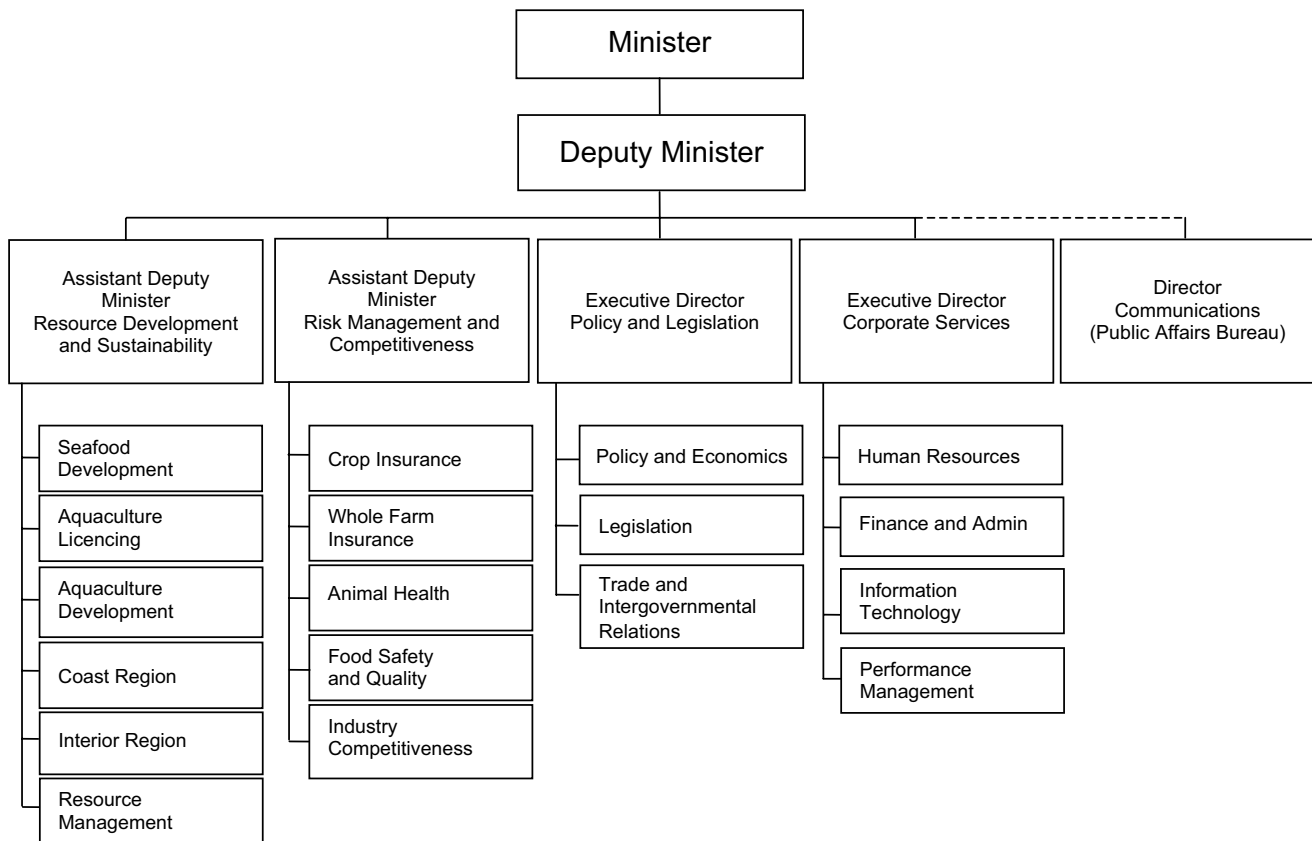 Minister
Deputy Minister
Assistant Deputy
Minister
Resource Development
and Sustainability
Assistant Deputy
Minister
Risk Management and
Competitiveness
Executive Director
Policy and Legislation
Executive Director
Corporate Services
Director
Communications
(Public Affairs Bureau)
Seafood
Development
Aquaculture
Licencing
Aquaculture
Development
Coast Region
Interior Region
Resource
Management
Crop Insurance
Whole Farm
Insurance
Animal Health
Food Safety
and Quality
Industry
Competitiveness
Policy and Economics
Legislation
Trade and
Intergovernmental
Relations
Human Resources
Finance and Admin
Information
Technology
Performance
Management